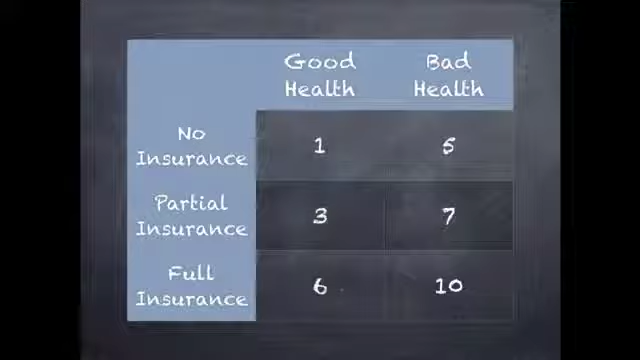 Good Health Bad Health
No Insurance 1 5
Partial Insurance 3 7
Full Insurance 6 10